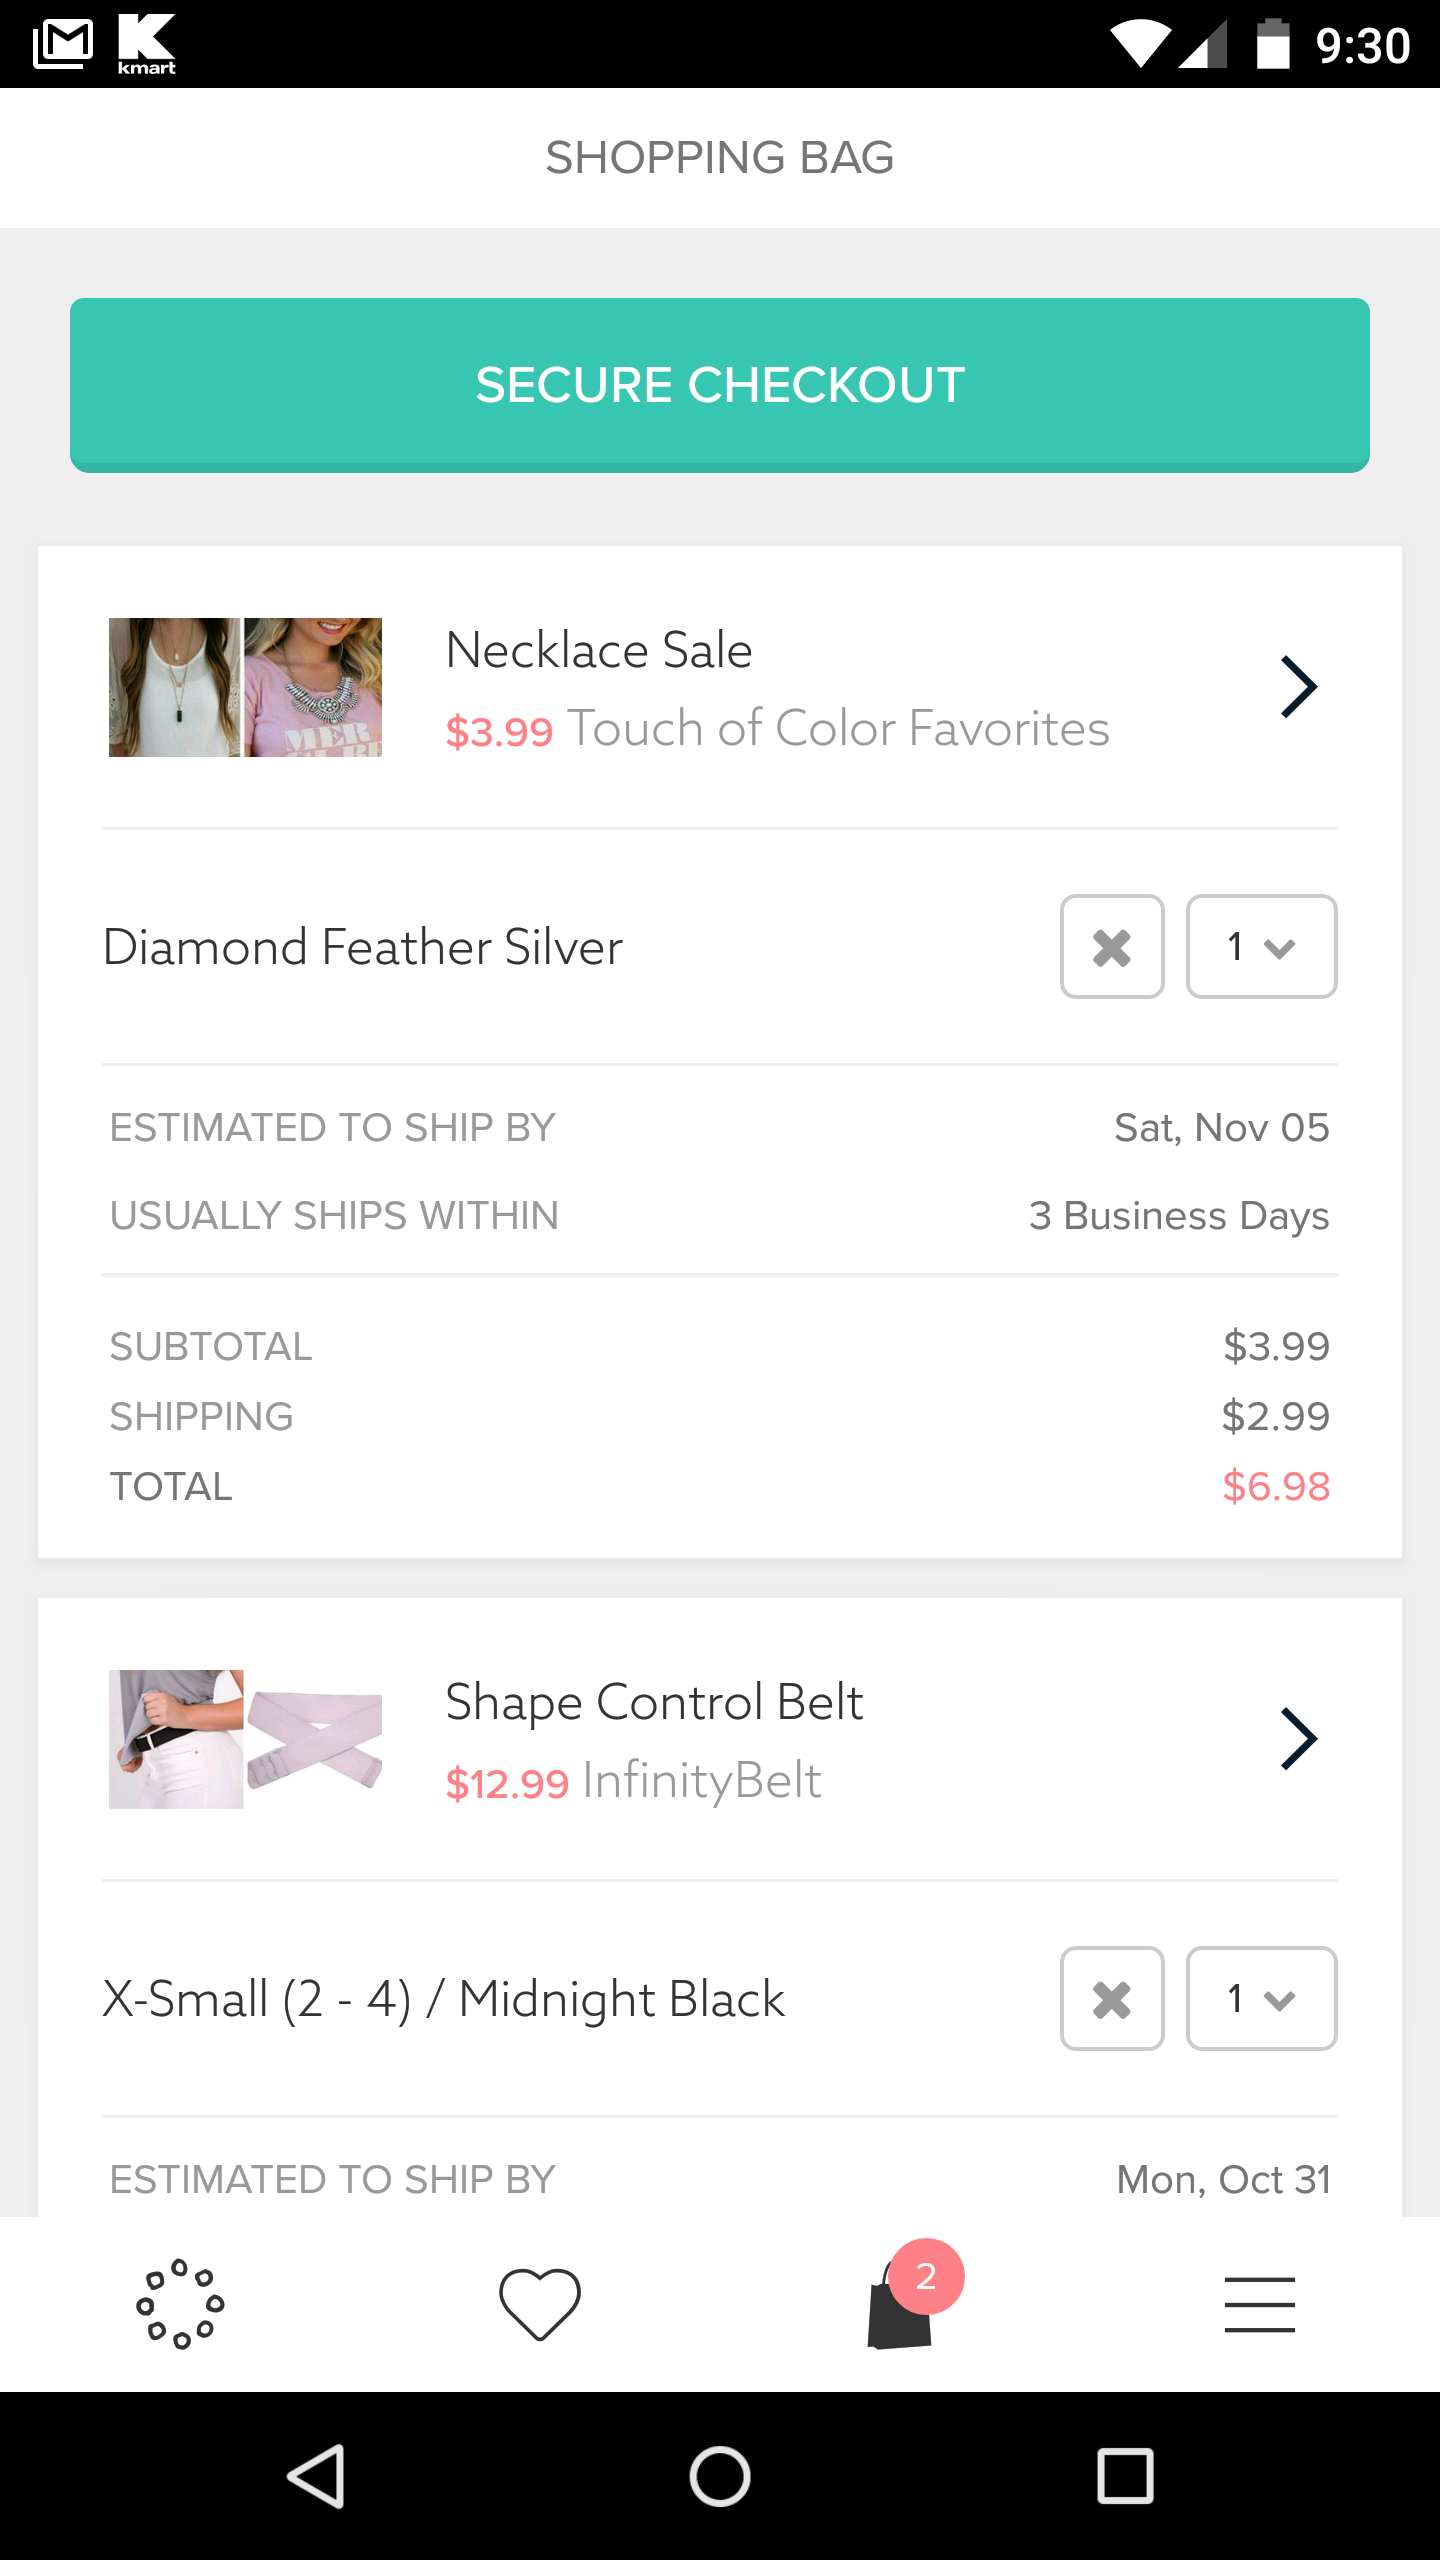 kmart
9:30
SHOPPING BAG
SECURE CHECKOUT
Necklace Sale
$3.99 Touch of Color Favorites
Diamond Feather Silver
1
ESTIMATED TO SHIP BY Sat, Nov 05
USUALLY SHIPS WITHIN 3 Business Days
SUBTOTAL $3.99
SHIPPING $2.99
TOTAL $6.98
Shape Control Belt
$12.99 InfinityBelt
X-Small (2 - 4) / Midnight Black
1
ESTIMATED TO SHIP BY Mon, Oct 31
2